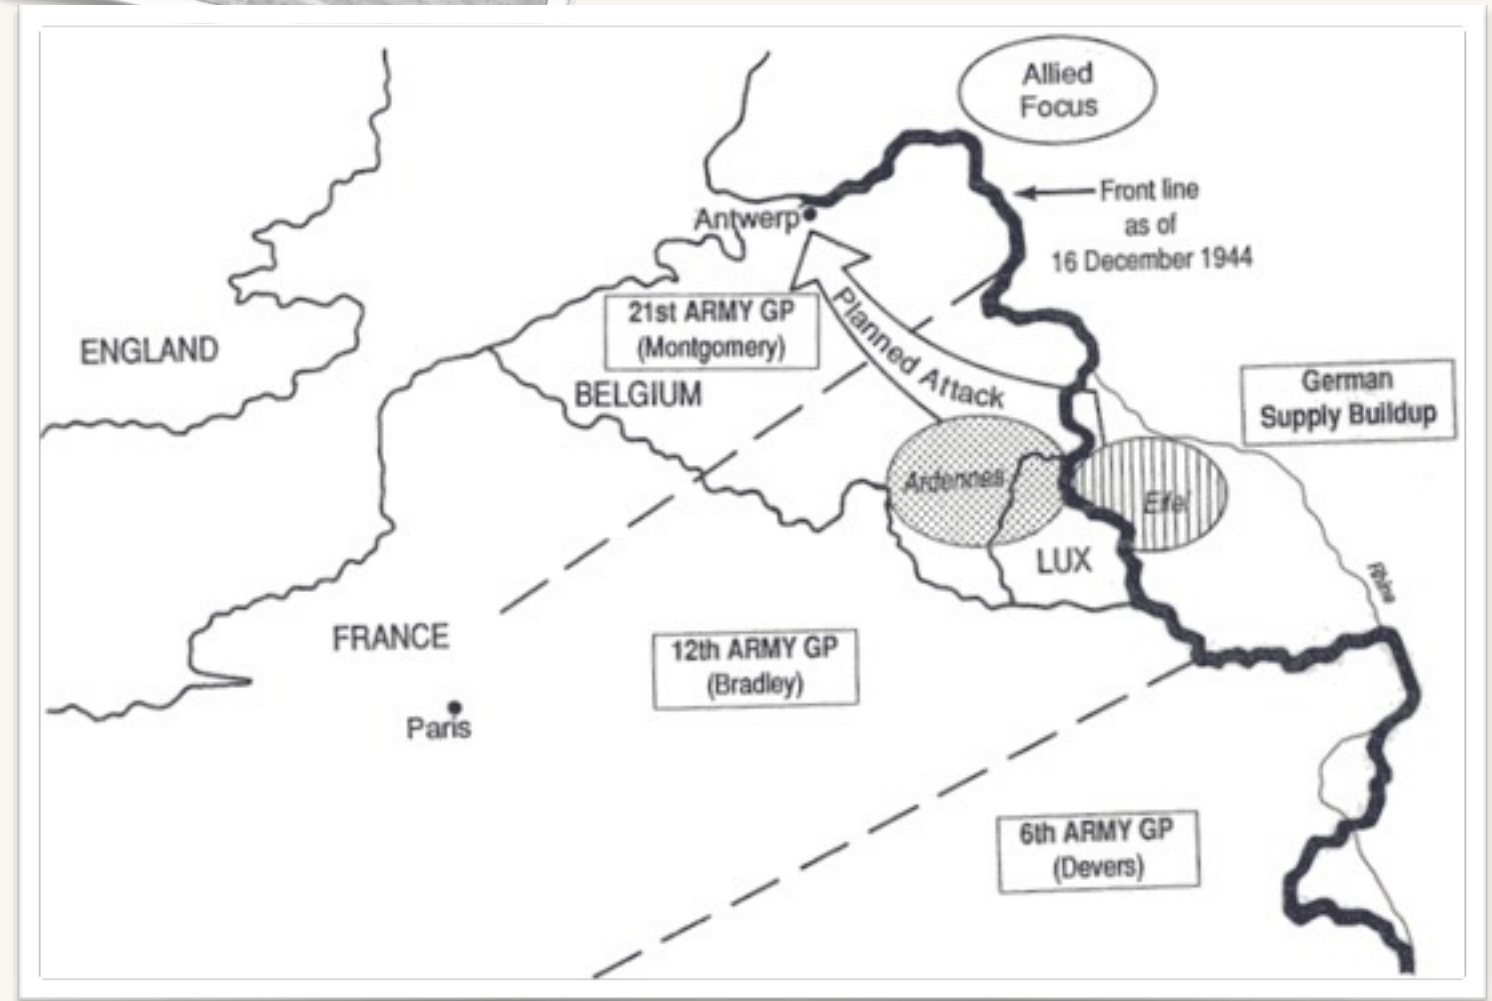 Allied
Focus
Front line
as of
16 December 1944
Antwerp
21st ARMY GP
(Montgomery)
Planned Attack
ENGLAND
BELGIUM
German
Supply Buildup
Ardennes
Eifel
LUX
Rhine
FRANCE
12th ARMY GP
(Bradley)
Paris
6th ARMY GP
(Devers)